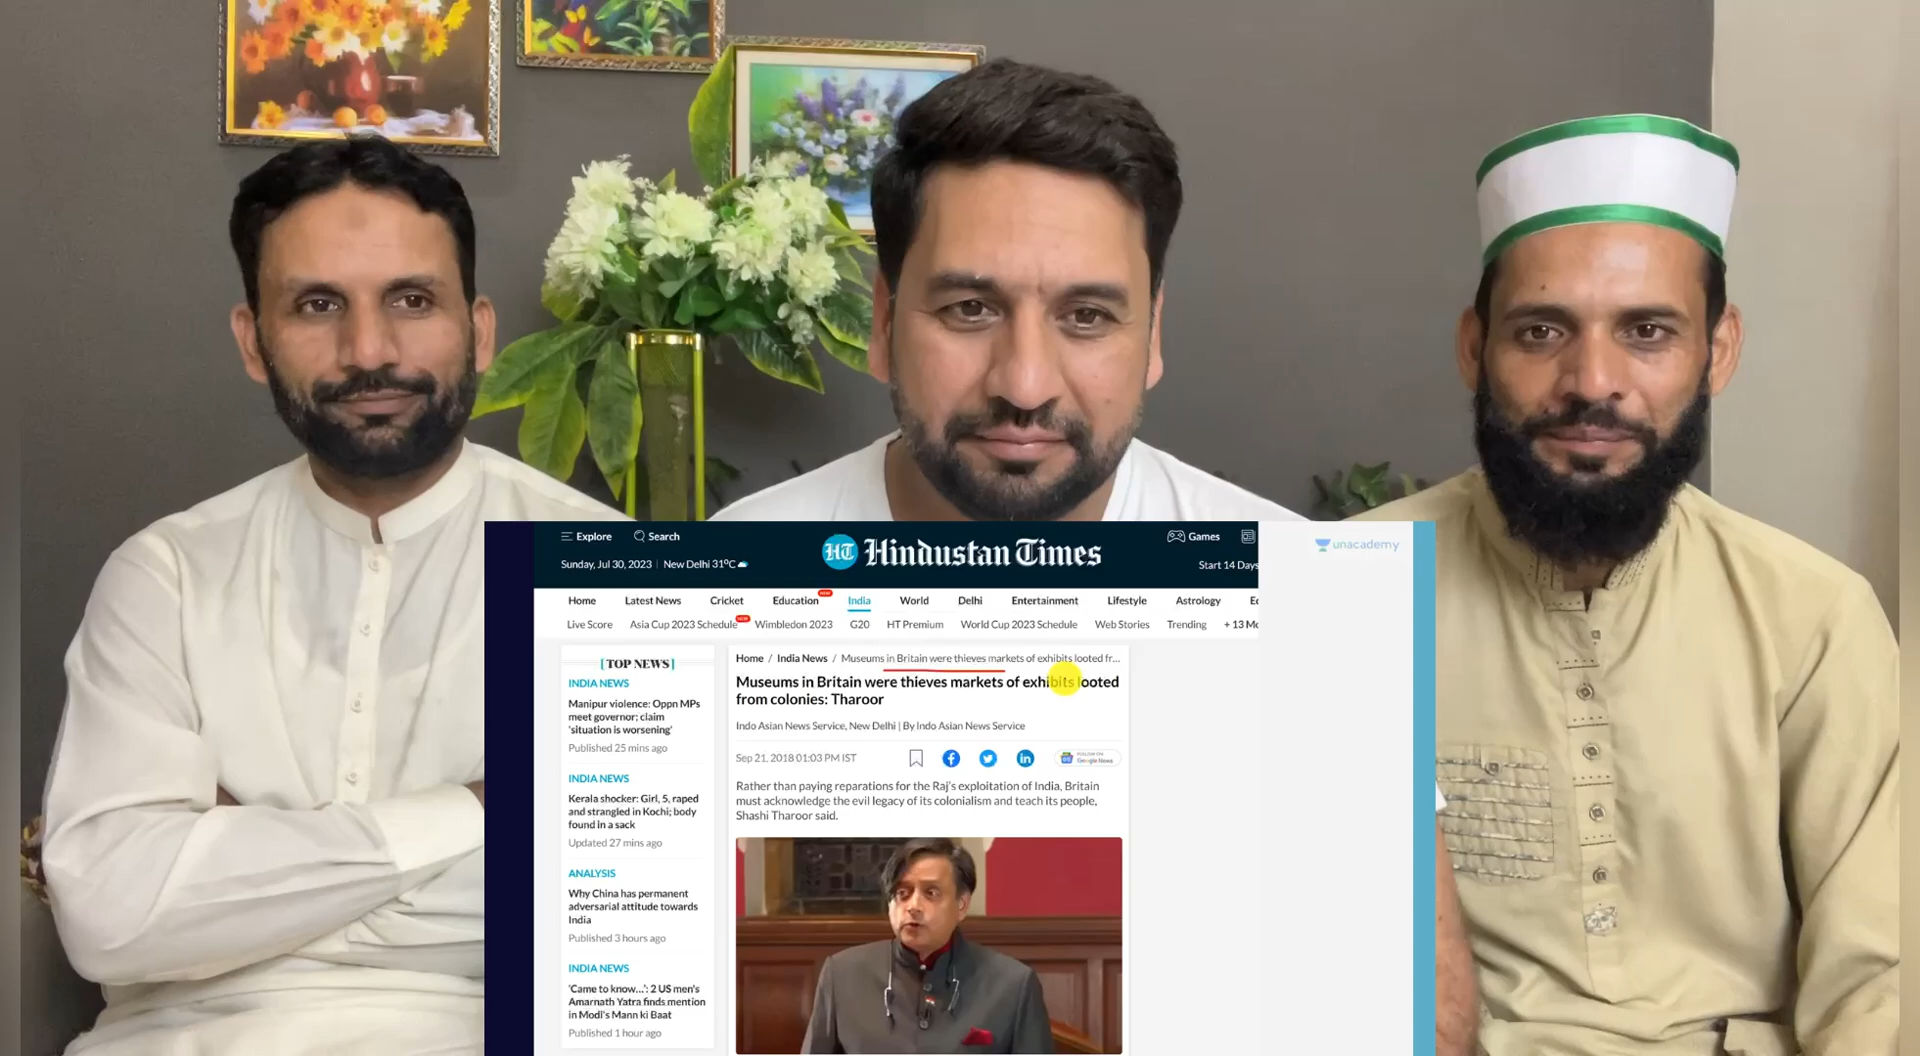 Explore
Search
HT Hindustan Times
Games
Sunday, Jul 30, 2023 | New Delhi 31°C
Start 14 Days
unacademy
Home Latest News Cricket Education NEW India World Delhi Entertainment Lifestyle Astrology
Live Score Asia Cup 2023 Schedule NEW Wimbledon 2023 G20 HT Premium World Cup 2023 Schedule Web Stories Trending + 13
[ TOP NEWS ]
INDIA NEWS
Manipur violence: Oppn MPs
meet governor; claim
'situation is worsening'
Published 25 mins ago
INDIA NEWS
Kerala shocker: Girl, 5, raped
and strangled in Kochi; body
found in a sack
Updated 27 mins ago
ANALYSIS
Why China has permanent
adversarial attitude towards
India
Published 3 hours ago
INDIA NEWS
'Came to know...': 2 US men's
Amarnath Yatra finds mention
in Modi's Mann ki Baat
Published 1 hour ago
Home / India News / Museums in Britain were thieves markets of exhibits looted fr...
Museums in Britain were thieves markets of exhibits looted
from colonies: Tharoor
Indo Asian News Service, New Delhi | By Indo Asian News Service
Sep 21, 2018 01:03 PM IST
FOLLOW ON
Google News
Rather than paying reparations for the Raj's exploitation of India, Britain
must acknowledge the evil legacy of its colonialism and teach its people,
Shashi Tharoor said.